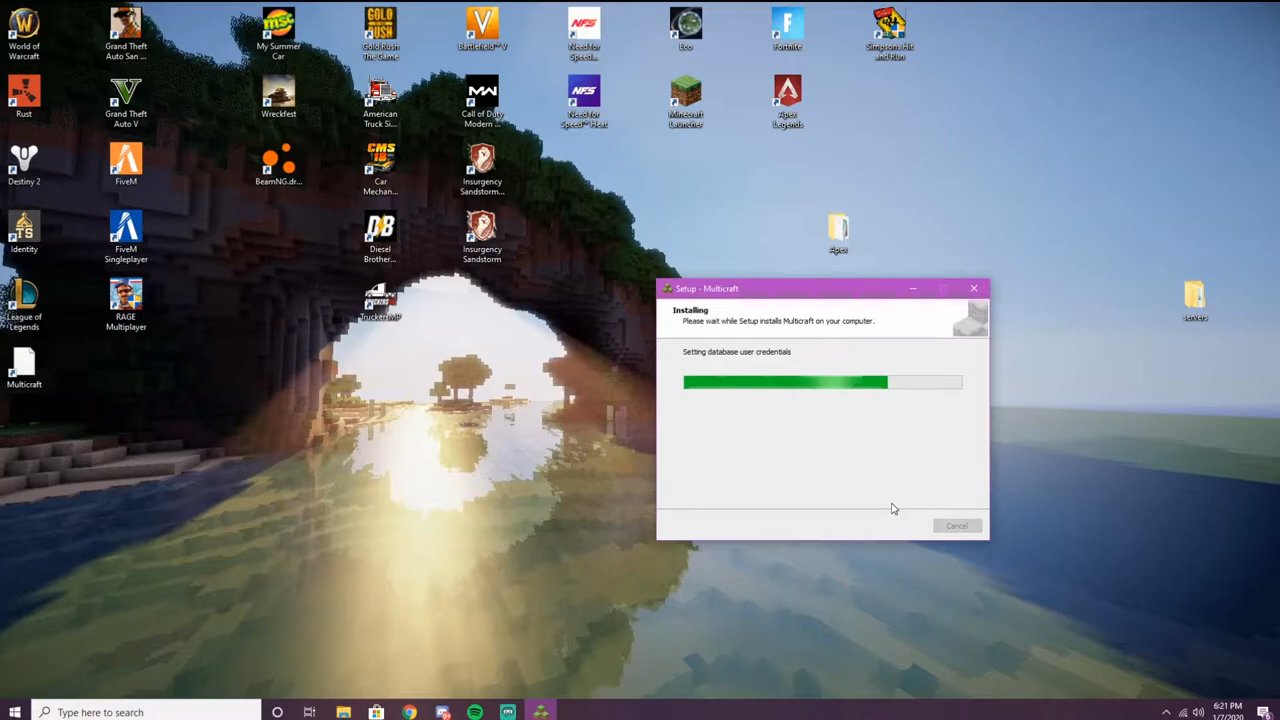 World of
Warcraft
Grand Theft
Auto San ...
My Summer
Car
Gold Rush
The Game
Battlefield™ V
Need for
Speed...
Eco
Fortnite
Simpsons Hit
and Run
Rust
Grand Theft
Auto V
Wreckfest
American
Truck Si...
Call of Duty
Modern ...
Need for
Speed™ Heat
Minecraft
Launcher
Apex
Legends
Destiny 2
FiveM
BeamNG.dr...
Car
Mechan...
Insurgency
Sandstorm...
Identity
FiveM
Singleplayer
Diesel
Brother...
Insurgency
Sandstorm
Apex
League of
Legends
RAGE
Multiplayer
TruckersMP
servers
Multicraft
Setup - Multicraft
Installing
Please wait while Setup installs Multicraft on your computer.
Setting database user credentials
Cancel
Type here to search
6:21 PM
1/7/2020